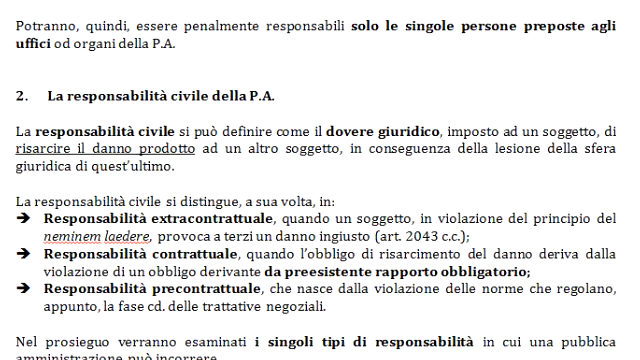 Potranno, quindi, essere penalmente responsabili solo le singole persone preposte agli
uffici od organi della P.A.
2. La responsabilità civile della P.A.
La responsabilità civile si può definire come il dovere giuridico, imposto ad un soggetto, di
risarcire il danno prodotto ad un altro soggetto, in conseguenza della lesione della sfera
giuridica di quest'ultimo.
La responsabilità civile si distingue, a sua volta, in:
➔ Responsabilità extracontrattuale, quando un soggetto, in violazione del principio del
neminem laedere, provoca a terzi un danno ingiusto (art. 2043 c.c.);
➔ Responsabilità contrattuale, quando l'obbligo di risarcimento del danno deriva dalla
violazione di un obbligo derivante da preesistente rapporto obbligatorio;
➔ Responsabilità precontrattuale, che nasce dalla violazione delle norme che regolano,
appunto, la fase cd. delle trattative negoziali.
Nel prosieguo verranno esaminati i singoli tipi di responsabilità in cui una pubblica
amministrazione può incorrere.